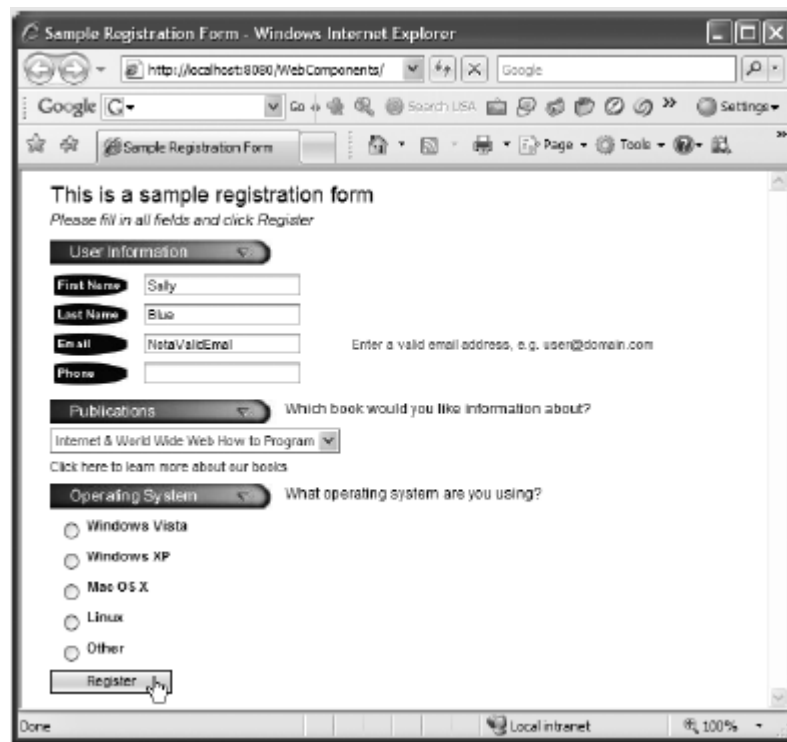 Sample Registration Form - Windows Internet Explorer
http://localhost:8080/WebComponents/ Google
Google G Go Search USA Settings
Sample Registration Form Page Tools
This is a sample registration form
Please fill in all fields and click Register
User Information
First Name Sally
Last Name Blue
Email NotaValidEmal Enter a valid email address, e.g. user@domain.com
Phone
Publications Which book would you like information about?
Internet & World Wide Web How to Program
Click here to learn more about our books
Operating System What operating system are you using?
Windows Vista
Windows XP
Mac OS X
Linux
Other
Register
Done Local intranet 100%